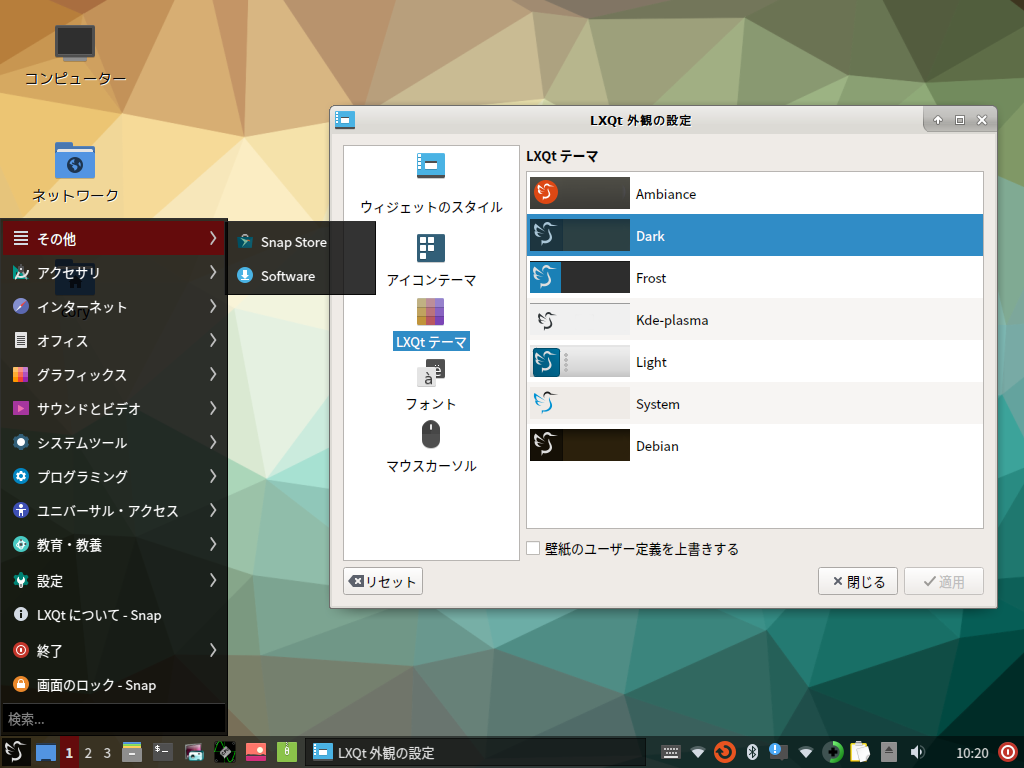 コンピューター
ネットワーク
LXQt 外観の設定
ウィジェットのスタイル
アイコンテーマ
LXQt テーマ
フォント
マウスカーソル
LXQt テーマ
Ambiance
Dark
Frost
Kde-plasma
Light
System
Debian
壁紙のユーザー定義を上書きする
リセット
閉じる
適用
その他
アクセサリ
インターネット
オフィス
グラフィックス
サウンドとビデオ
システムツール
プログラミング
ユニバーサル・アクセス
教育・教養
設定
LXQt について - Snap
終了
画面のロック - Snap
検索...
Snap Store
Software
1 2 3
LXQt 外観の設定
10:20